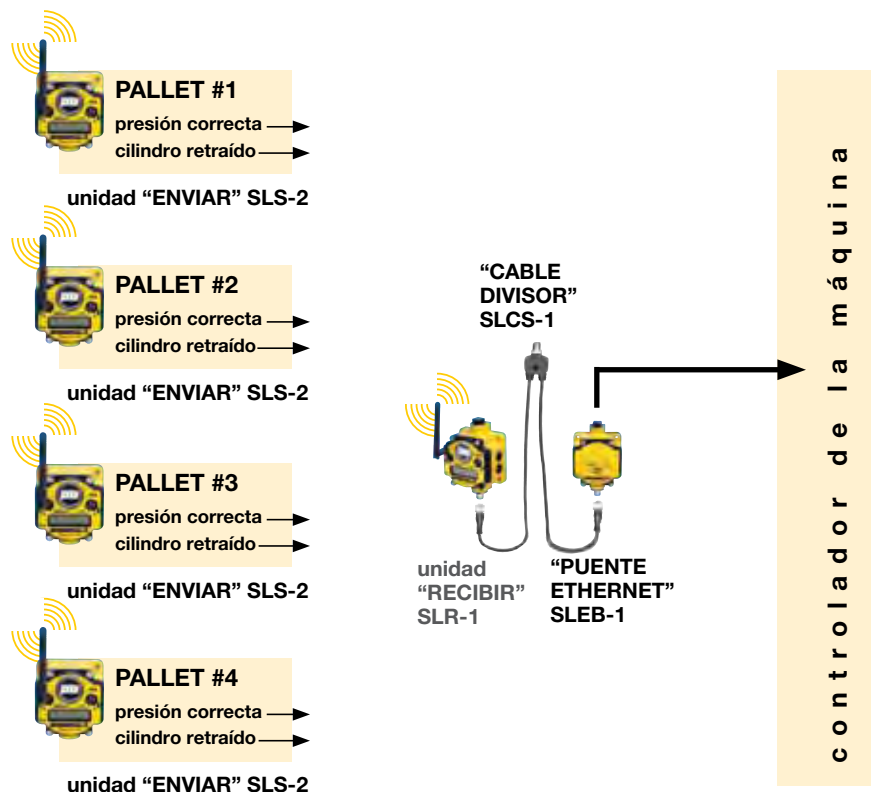 PALLET #1
presión correcta
cilindro retraído
unidad “ENVIAR” SLS-2
PALLET #2
presión correcta
cilindro retraído
unidad “ENVIAR” SLS-2
PALLET #3
presión correcta
cilindro retraído
unidad “ENVIAR” SLS-2
PALLET #4
presión correcta
cilindro retraído
unidad “ENVIAR” SLS-2
“CABLE
DIVISOR”
SLCS-1
unidad
“RECIBIR”
SLR-1
“PUENTE
ETHERNET”
SLEB-1
controlador de la máquina